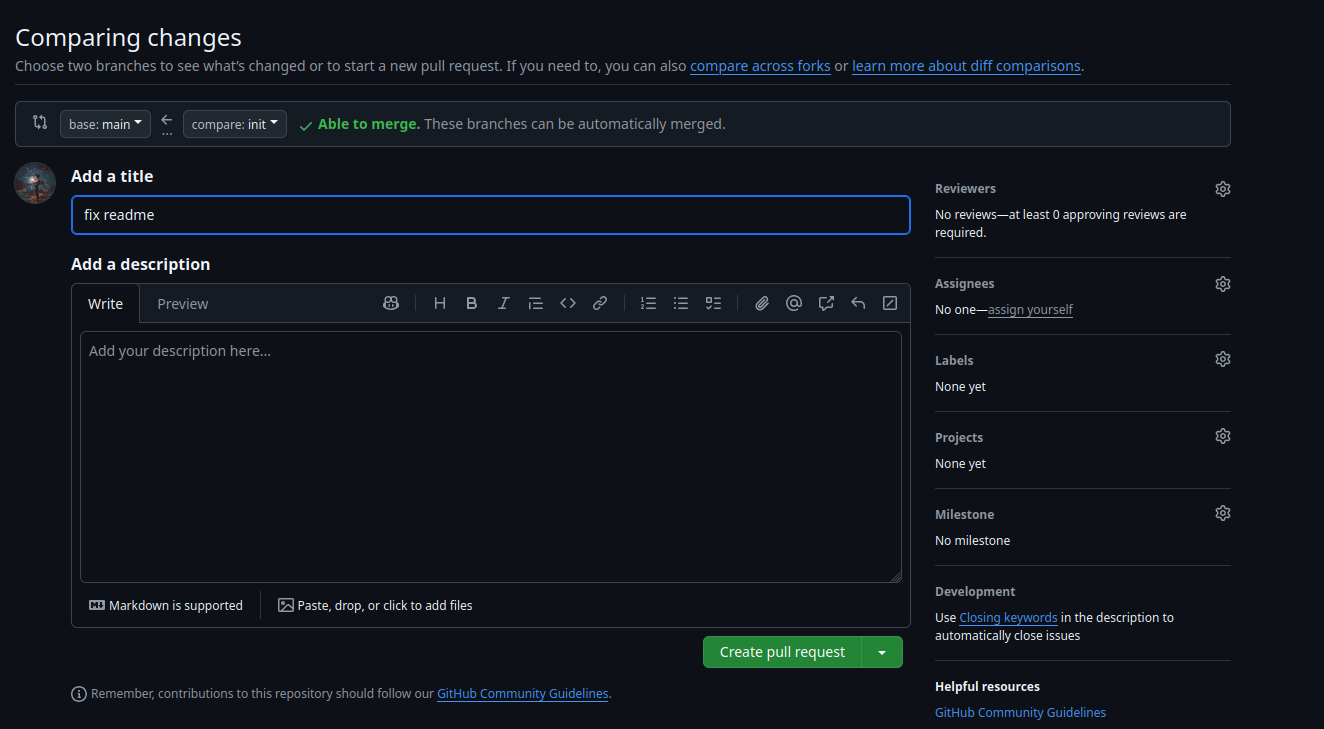 Comparing changes
Choose two branches to see what's changed or to start a new pull request. If you need to, you can also compare across forks or learn more about diff comparisons.
base: main
compare: init
Able to merge. These branches can be automatically merged.
Add a title
fix readme
Add a description
Write
Preview
Add your description here...
Markdown is supported
Paste, drop, or click to add files
Create pull request
Remember, contributions to this repository should follow our GitHub Community Guidelines.
Reviewers
No reviews—at least 0 approving reviews are
required.
Assignees
No one—assign yourself
Labels
None yet
Projects
None yet
Milestone
No milestone
Development
Use Closing keywords in the description to
automatically close issues
Helpful resources
GitHub Community Guidelines